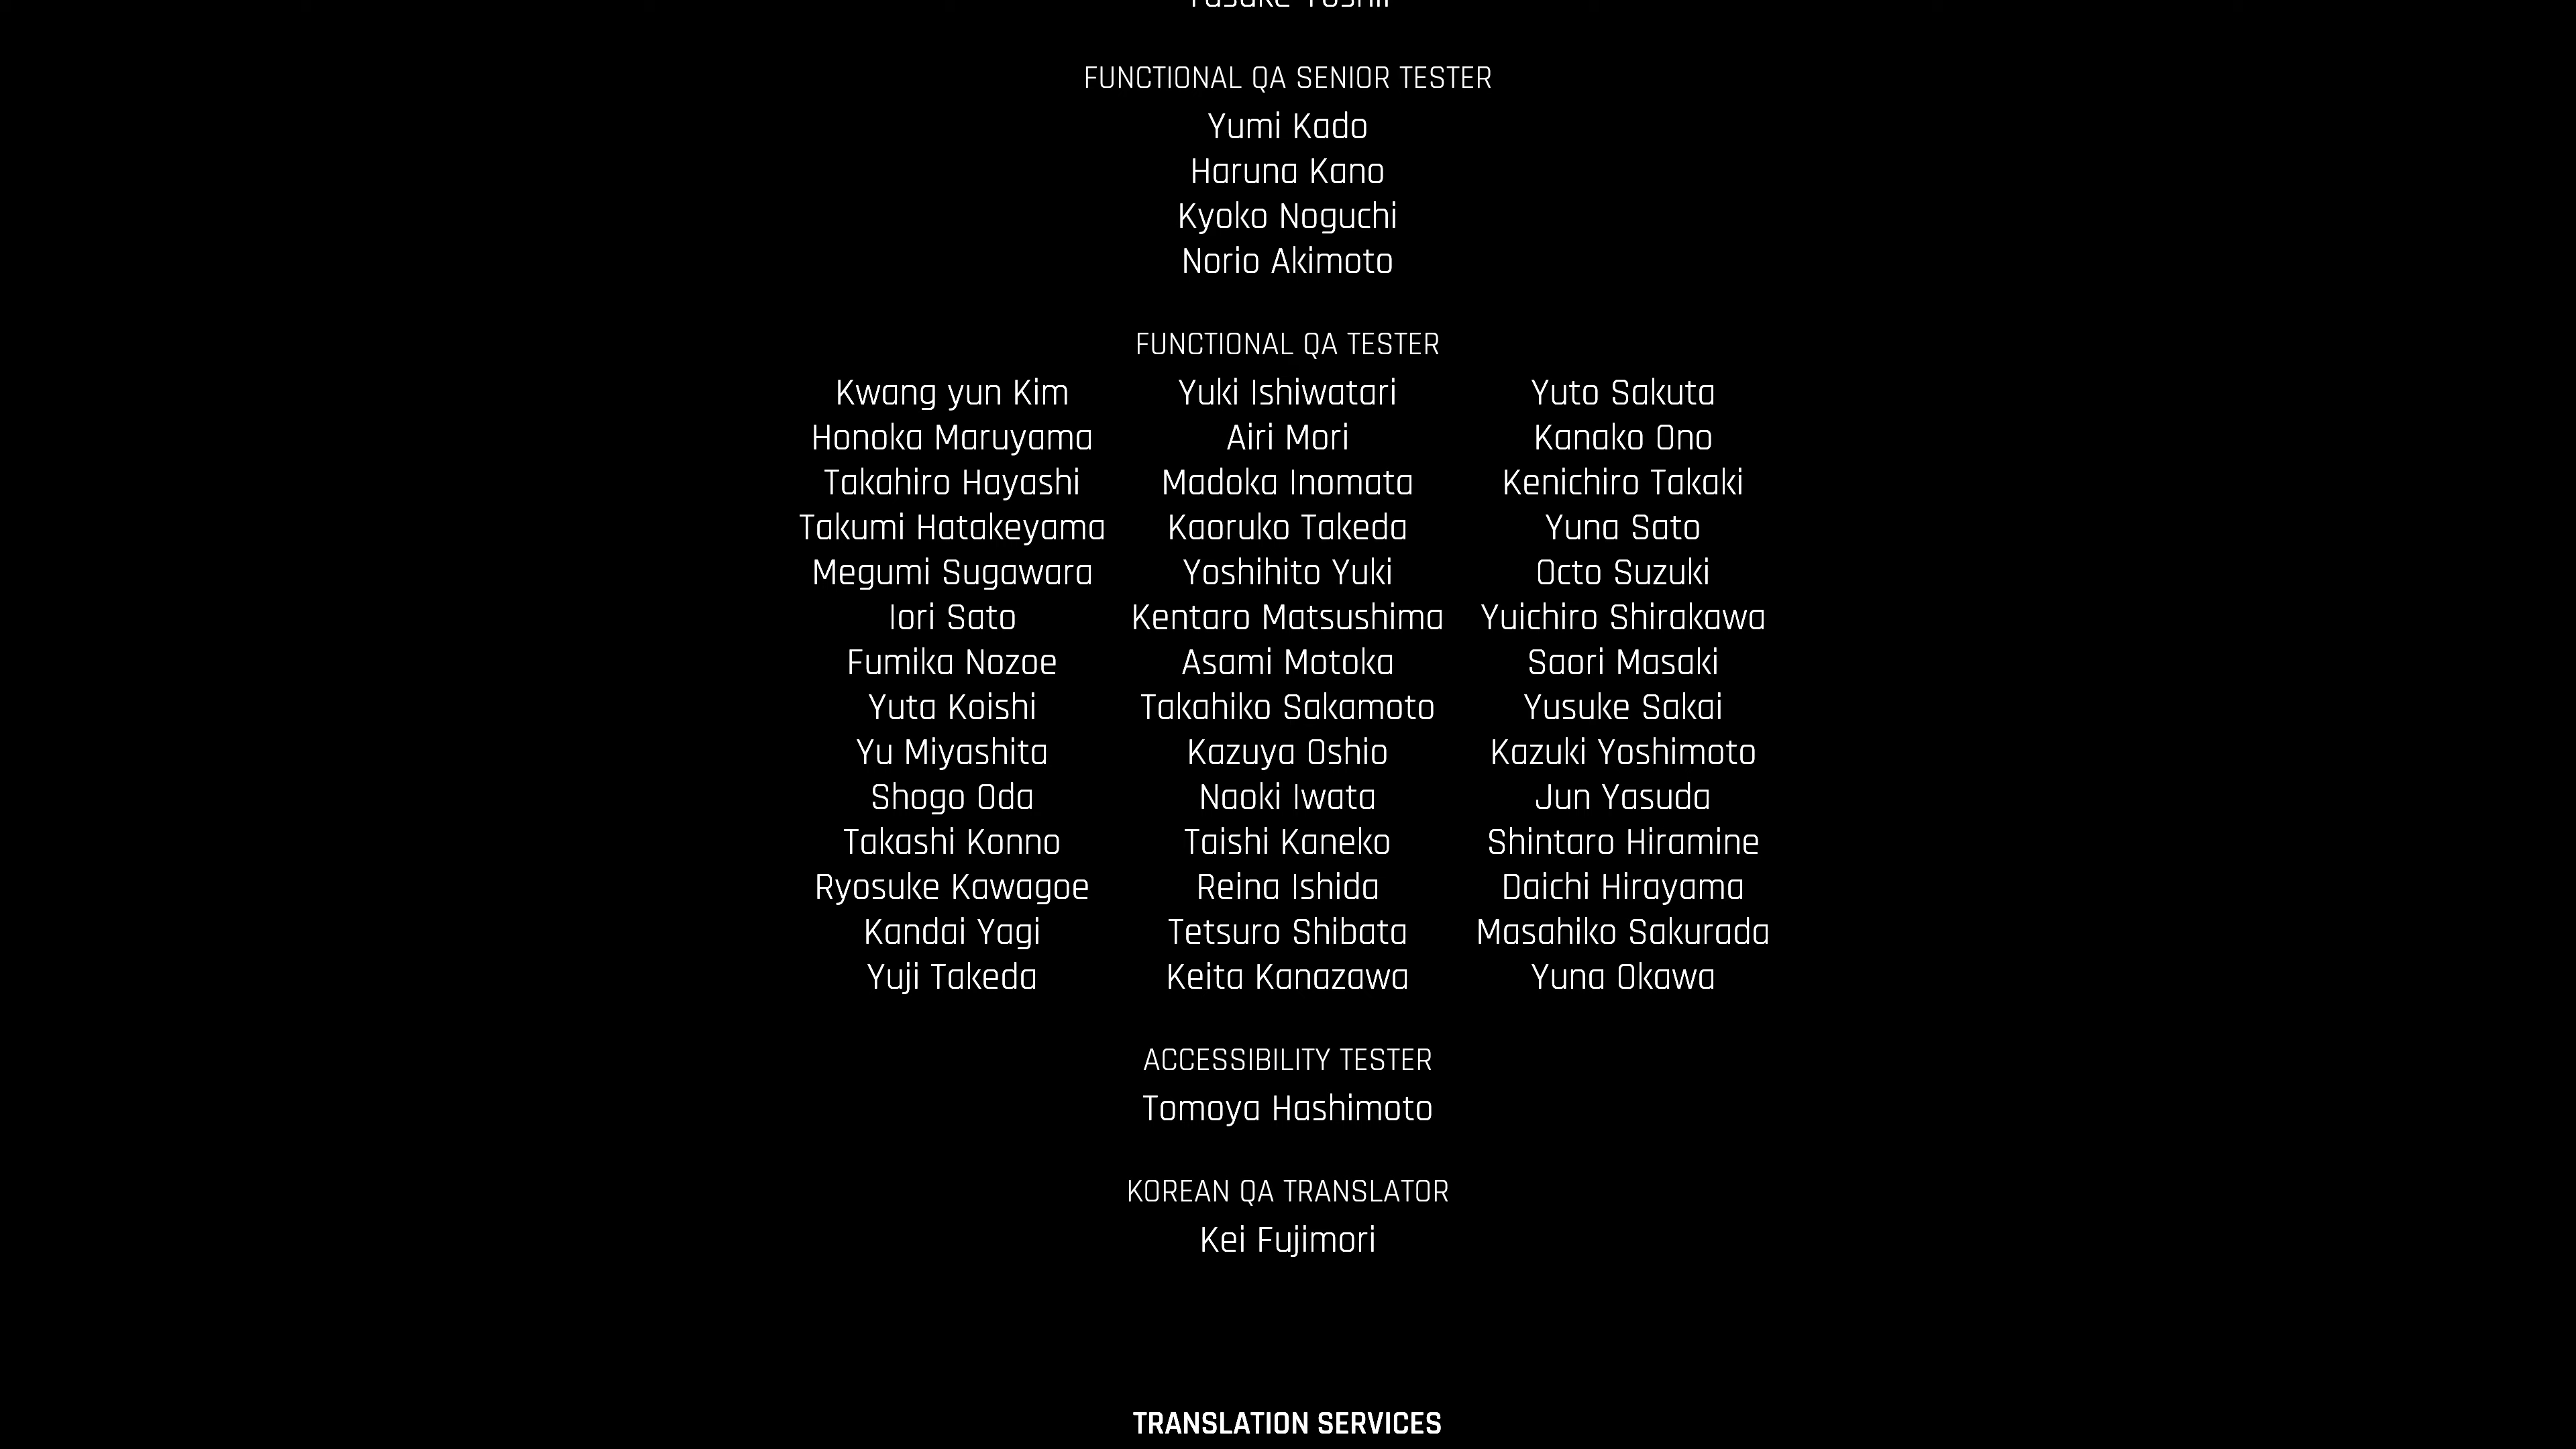 Yusuke Yoshii
FUNCTIONAL QA SENIOR TESTER
Yumi Kado
Haruna Kano
Kyoko Noguchi
Norio Akimoto
FUNCTIONAL QA TESTER
Kwang yun Kim Yuki Ishiwatari Yuto Sakuta
Honoka Maruyama Airi Mori Kanako Ono
Takahiro Hayashi Madoka Inomata Kenichiro Takaki
Takumi Hatakeyama Kaoruko Takeda Yuna Sato
Megumi Sugawara Yoshihito Yuki Octo Suzuki
Iori Sato Kentaro Matsushima Yuichiro Shirakawa
Fumika Nozoe Asami Motoka Saori Masaki
Yuta Koishi Takahiko Sakamoto Yusuke Sakai
Yu Miyashita Kazuya Oshio Kazuki Yoshimoto
Shogo Oda Naoki Iwata Jun Yasuda
Takashi Konno Taishi Kaneko Shintaro Hiramine
Ryosuke Kawagoe Reina Ishida Daichi Hirayama
Kandai Yagi Tetsuro Shibata Masahiko Sakurada
Yuji Takeda Keita Kanazawa Yuna Okawa
ACCESSIBILITY TESTER
Tomoya Hashimoto
KOREAN QA TRANSLATOR
Kei Fujimori
TRANSLATION SERVICES